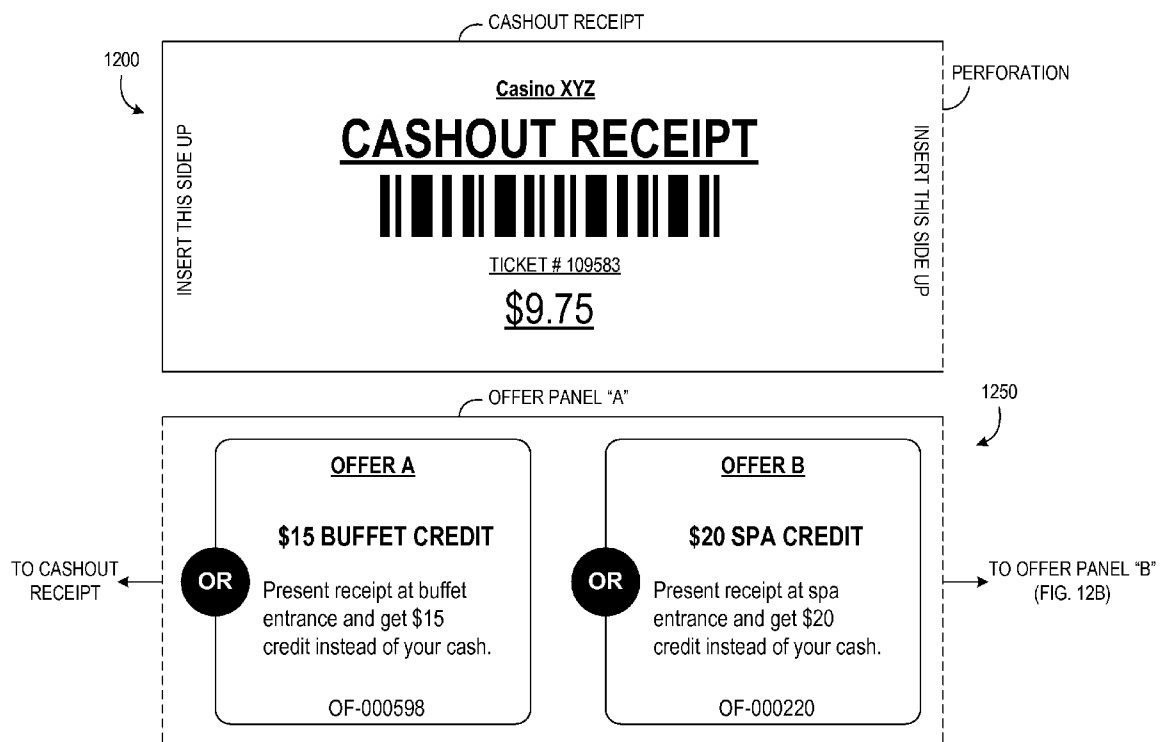 CASHOUT RECEIPT
1200
PERFORATION
Casino XYZ
CASHOUT RECEIPT
INSERT THIS SIDE UP
INSERT THIS SIDE UP
TICKET # 109583
$9.75
OFFER PANEL "A"
1250
OFFER A
$15 BUFFET CREDIT
OR
Present receipt at buffet
entrance and get $15
credit instead of your cash.
OF-000598
OFFER B
$20 SPA CREDIT
OR
Present receipt at spa
entrance and get $20
credit instead of your cash.
OF-000220
TO CASHOUT
RECEIPT
TO OFFER PANEL "B"
(FIG. 12B)